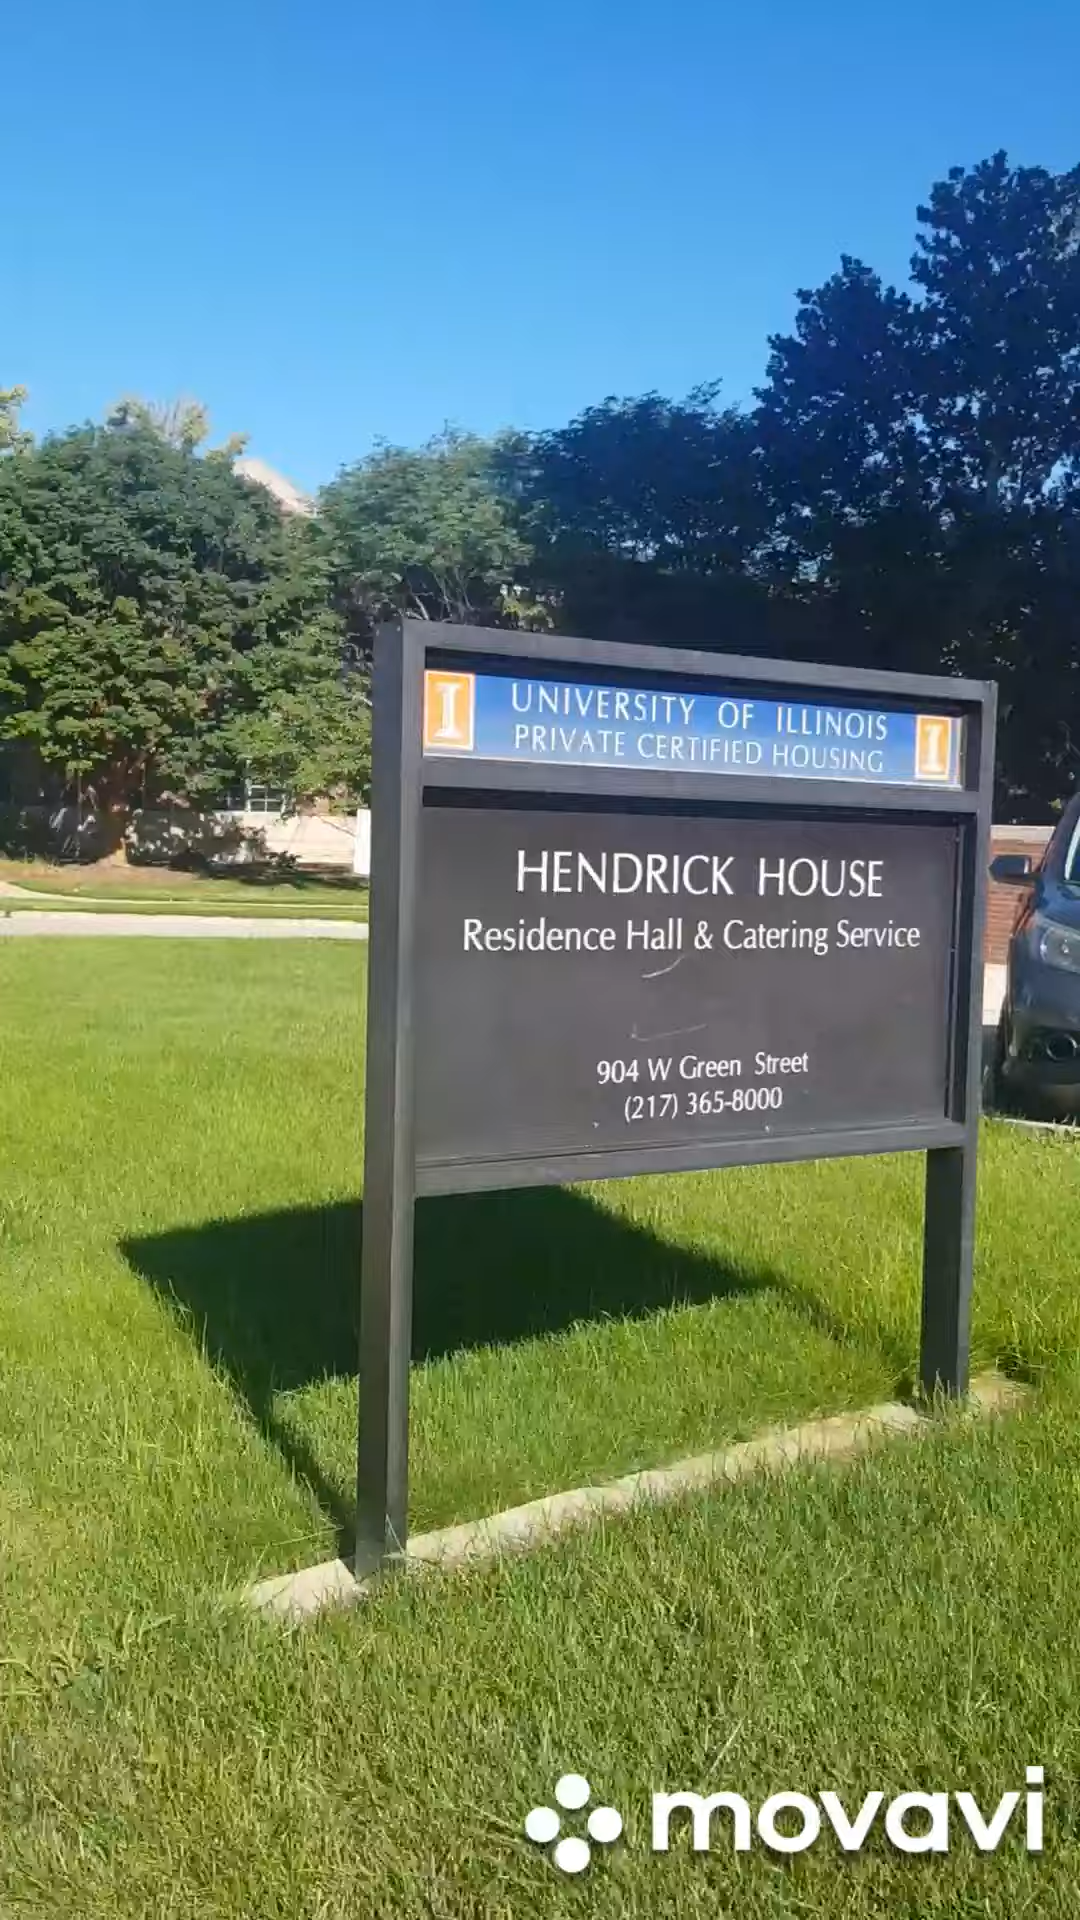 I UNIVERSITY OF ILLINOIS I
PRIVATE CERTIFIED HOUSING
HENDRICK HOUSE
Residence Hall & Catering Service
904 W Green Street
(217) 365-8000
movavi